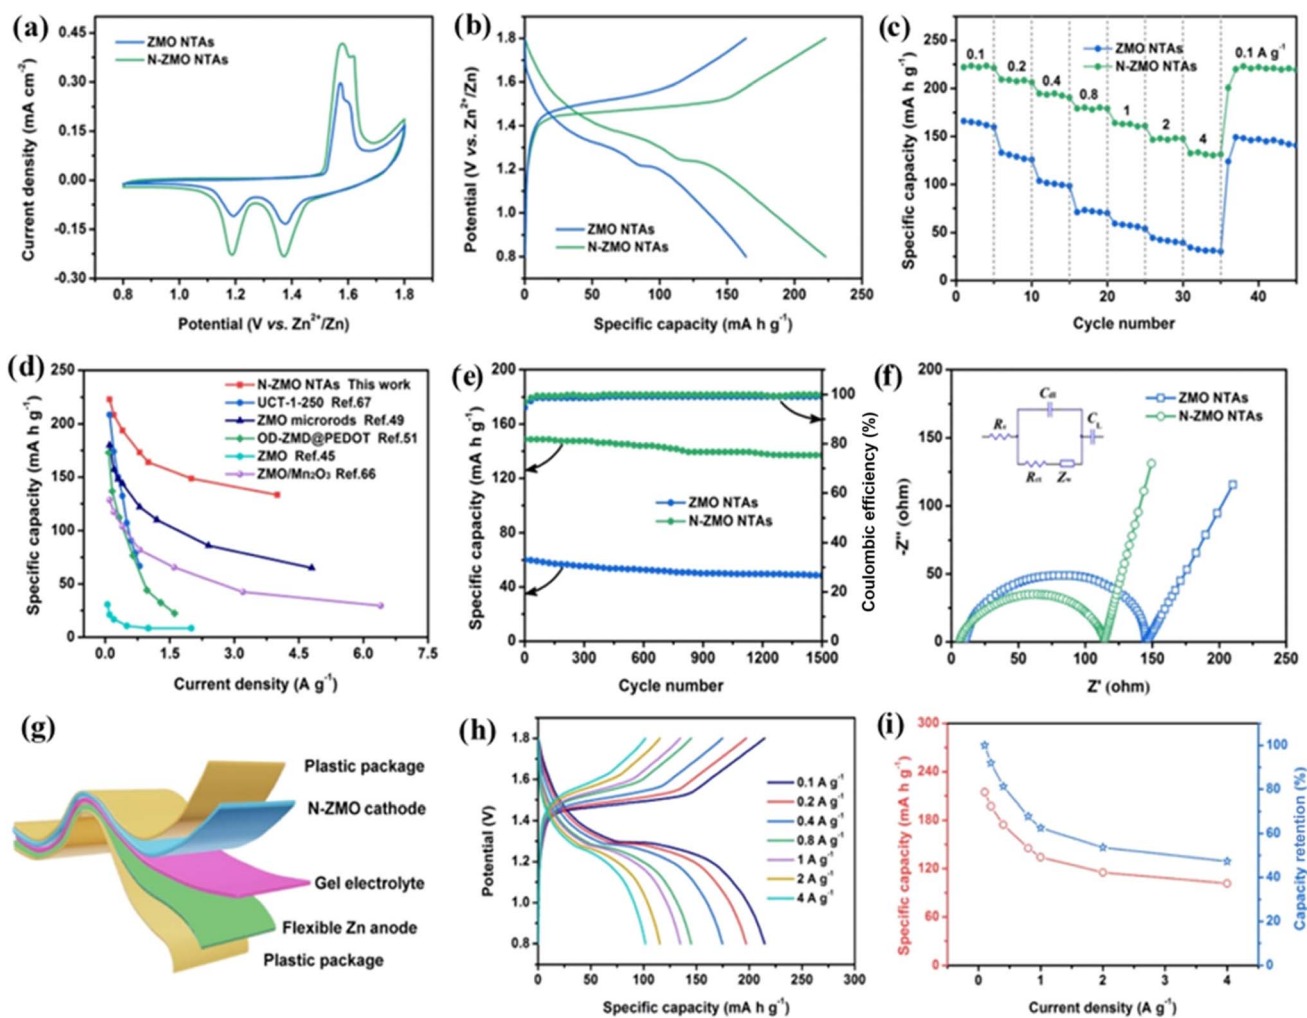 (a)
0.45
0.30
0.15
0.00
-0.15
-0.30
Current density (mA cm⁻²)
ZMO NTAs
N-ZMO NTAs
0.8 1.0 1.2 1.4 1.6 1.8
Potential (V vs. Zn²⁺/Zn)
(b)
1.8
1.6
1.4
1.2
1.0
0.8
Potential (V vs. Zn²⁺/Zn)
ZMO NTAs
N-ZMO NTAs
0 50 100 150 200 250
Specific capacity (mA h g⁻¹)
(c)
250
200
150
100
50
0
Specific capacity (mA h g⁻¹)
0.1
0.2
0.4
0.8
1
2
4
0.1 A g⁻¹
ZMO NTAs
N-ZMO NTAs
0 10 20 30 40
Cycle number
(d)
250
200
150
100
50
0
Specific capacity (mA h g⁻¹)
N-ZMO NTAs This work
UCT-1-250 Ref.67
ZMO microrods Ref.49
OD-ZMO@PEDOT Ref.51
ZMO Ref.45
ZMO/Mn₂O₃ Ref.66
0.0 1.5 3.0 4.5 6.0 7.5
Current density (A g⁻¹)
(e)
200
160
120
80
40
0
Specific capacity (mA h g⁻¹)
ZMO NTAs
N-ZMO NTAs
100
80
60
40
20
0
Coulombic efficiency (%)
0 300 600 900 1200 1500
Cycle number
(f)
200
150
100
50
0
-Z'' (ohm)
Cdl
Rs
CL
Rct Zw
ZMO NTAs
N-ZMO NTAs
0 50 100 150 200 250
Z' (ohm)
(g)
Plastic package
N-ZMO cathode
Gel electrolyte
Flexible Zn anode
Plastic package
(h)
1.8
1.6
1.4
1.2
1.0
0.8
Potential (V)
0.1 A g⁻¹
0.2 A g⁻¹
0.4 A g⁻¹
0.8 A g⁻¹
1 A g⁻¹
2 A g⁻¹
4 A g⁻¹
0 50 100 150 200 250 300
Specific capacity (mA h g⁻¹)
(i)
300
240
180
120
60
0
Specific capacity (mA h g⁻¹)
100
80
60
40
20
0
Capacity retention (%)
0 1 2 3 4
Current density (A g⁻¹)